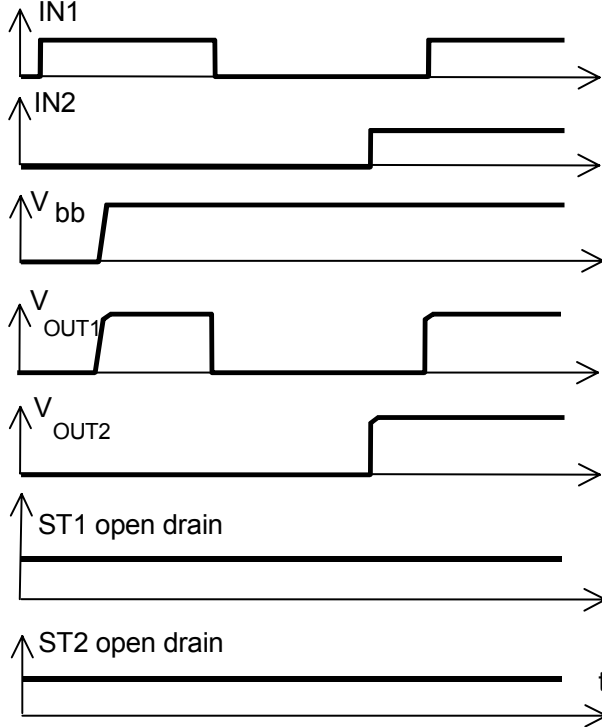 IN1
IN2
V bb
V OUT1
V OUT2
ST1 open drain
ST2 open drain
t